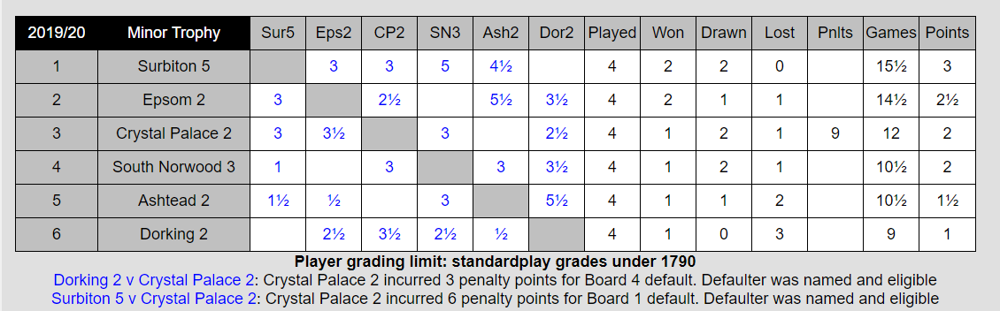 2019/20 Minor Trophy Sur5 Eps2 CP2 SN3 Ash2 Dor2 Played Won Drawn Lost Pnlts Games Points
1 Surbiton 5 3 3 5 4½ 4 2 2 0 15½ 3
2 Epsom 2 3 2½ 5½ 3½ 4 2 1 1 14½ 2½
3 Crystal Palace 2 3 3½ 3 2½ 4 1 2 1 9 12 2
4 South Norwood 3 1 3 3 3½ 4 1 2 1 10½ 2
5 Ashtead 2 1½ ½ 3 5½ 4 1 1 2 10½ 1½
6 Dorking 2 2½ 3½ 2½ ½ 4 1 0 3 9 1
Player grading limit: standardplay grades under 1790
Dorking 2 v Crystal Palace 2: Crystal Palace 2 incurred 3 penalty points for Board 4 default. Defaulter was named and eligible
Surbiton 5 v Crystal Palace 2: Crystal Palace 2 incurred 6 penalty points for Board 1 default. Defaulter was named and eligible